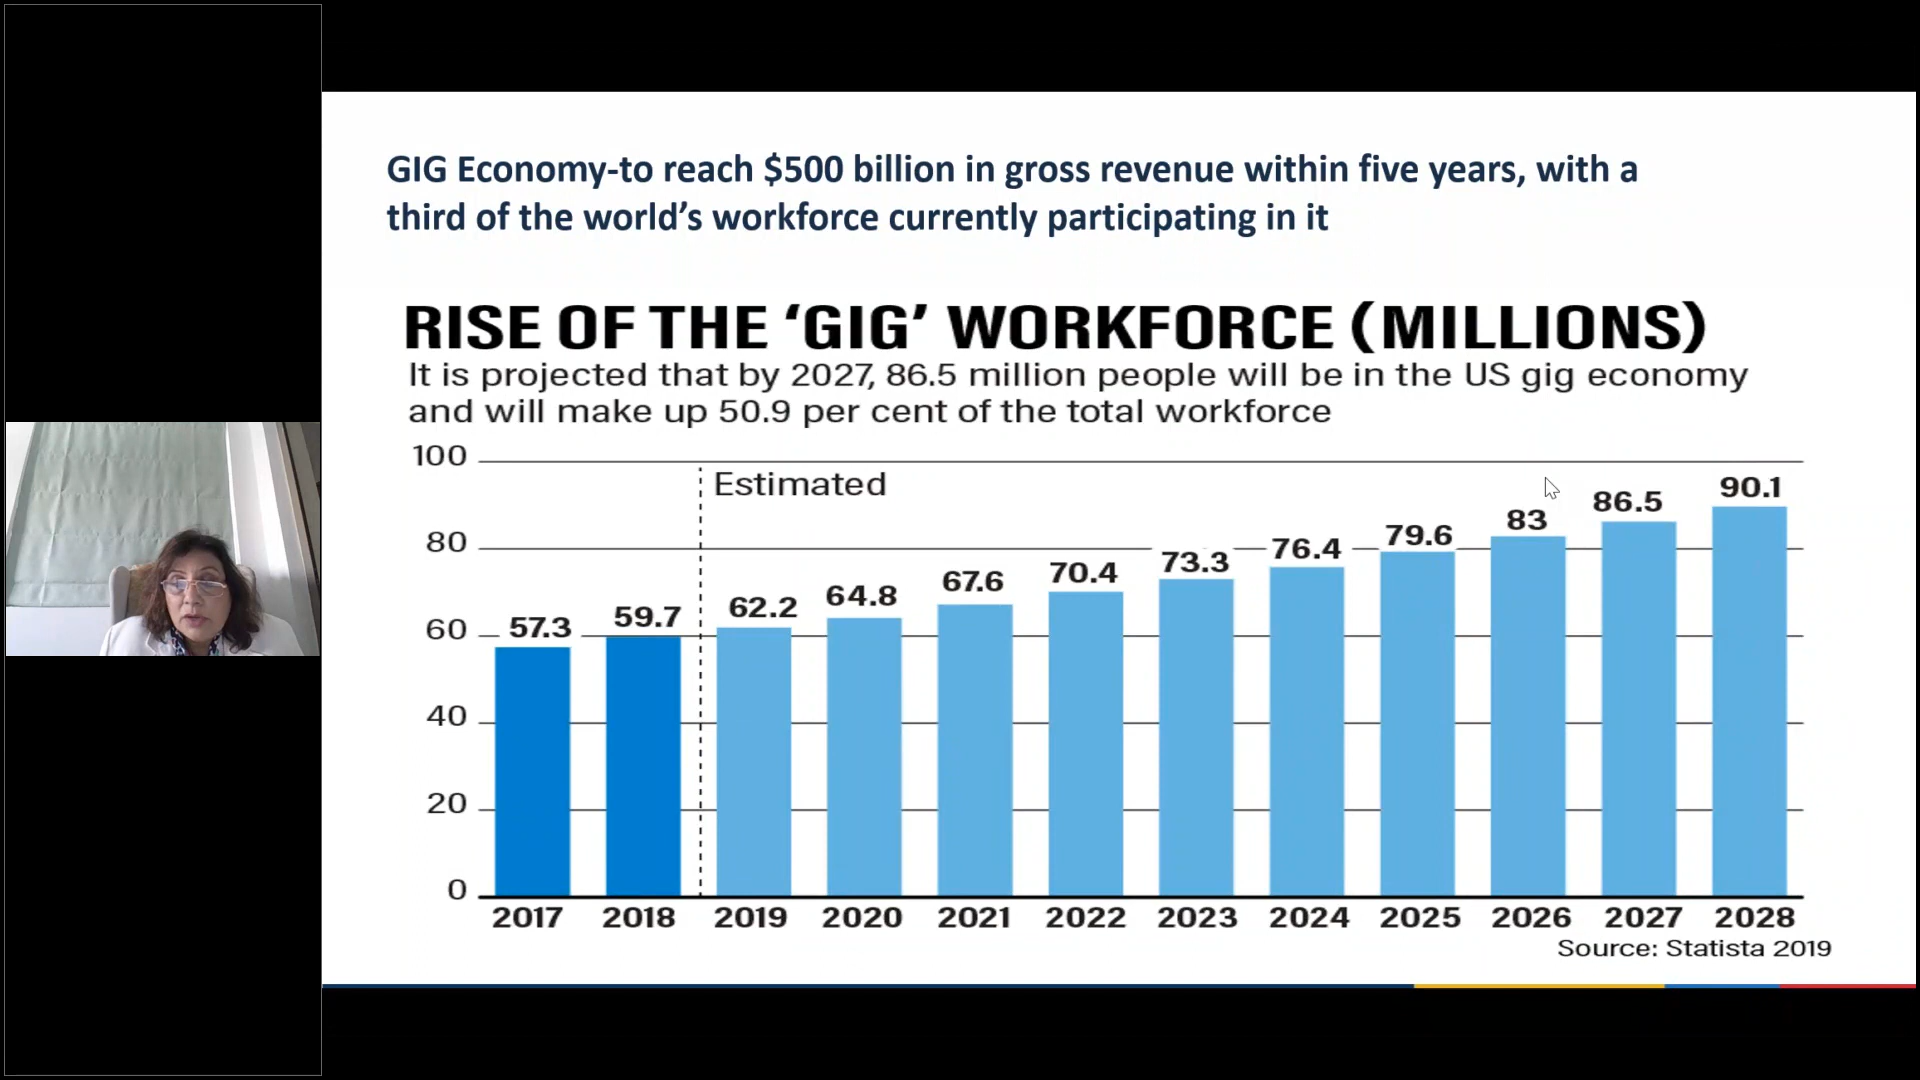 GIG Economy-to reach $500 billion in gross revenue within five years, with a
third of the world's workforce currently participating in it
RISE OF THE ‘GIG’ WORKFORCE (MILLIONS)
It is projected that by 2027, 86.5 million people will be in the US gig economy
and will make up 50.9 per cent of the total workforce
100
Estimated
80
60
40
20
0
57.3 59.7 62.2 64.8 67.6 70.4 73.3 76.4 79.6 83 86.5 90.1
2017 2018 2019 2020 2021 2022 2023 2024 2025 2026 2027 2028
Source: Statista 2019